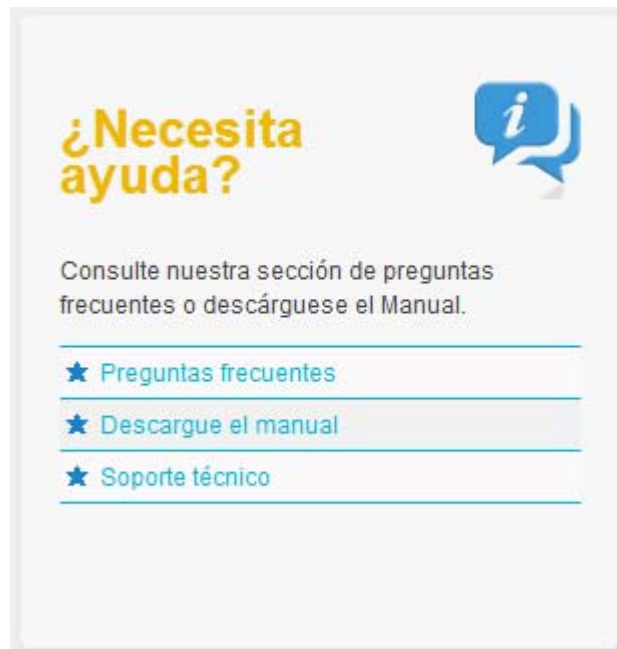 ¿Necesita
ayuda?
i
Consulte nuestra sección de preguntas
frecuentes o descárguese el Manual.
Preguntas frecuentes
Descargue el manual
Soporte técnico